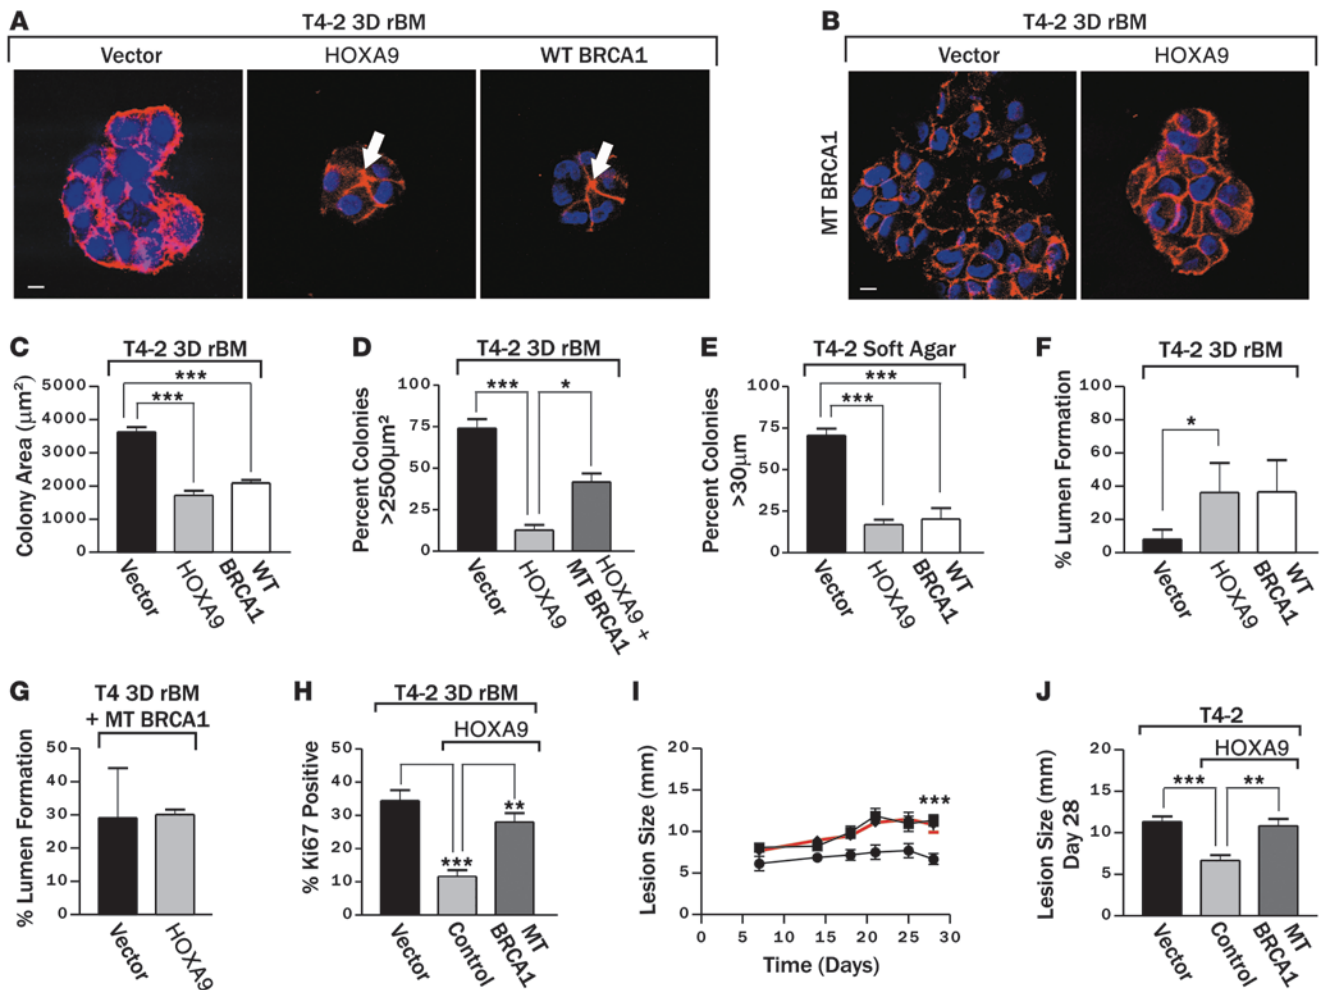 A
T4-2 3D rBM
Vector
HOXA9
WT BRCA1
B
T4-2 3D rBM
Vector
HOXA9
MT BRCA1
C
T4-2 3D rBM
Colony Area (μm²)
5000
4000
3000
2000
1000
0
***
***
Vector
HOXA9
WT
BRCA1
D
T4-2 3D rBM
Percent Colonies
>2500μm²
100
75
50
25
0
***
*
Vector
HOXA9
HOXA9 +
MT BRCA1
E
T4-2 Soft Agar
Percent Colonies
>30μm
100
75
50
25
0
***
***
Vector
HOXA9
WT
BRCA1
F
T4-2 3D rBM
% Lumen Formation
100
80
60
40
20
0
*
Vector
HOXA9
WT
BRCA1
G
T4 3D rBM
+ MT BRCA1
% Lumen Formation
50
40
30
20
10
0
Vector
HOXA9
H
T4-2 3D rBM
HOXA9
% Ki67 Positive
50
40
30
20
10
0
***
**
Vector
Control
MT
BRCA1
I
Lesion Size (mm)
20
15
10
5
0
***
0 5 10 15 20 25 30
Time (Days)
J
T4-2
HOXA9
Lesion Size (mm)
Day 28
20
15
10
5
0
***
**
Vector
Control
MT
BRCA1